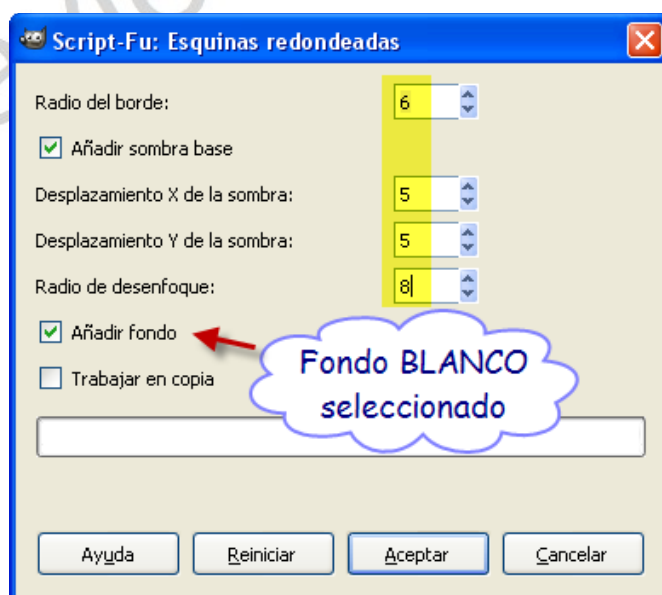 Script-Fu: Esquinas redondeadas
Radio del borde: 6
Añadir sombra base
Desplazamiento X de la sombra: 5
Desplazamiento Y de la sombra: 5
Radio de desenfoque: 8
Añadir fondo
Fondo BLANCO
Trabajar en copia
seleccionado
Ayuda Reiniciar Aceptar Cancelar